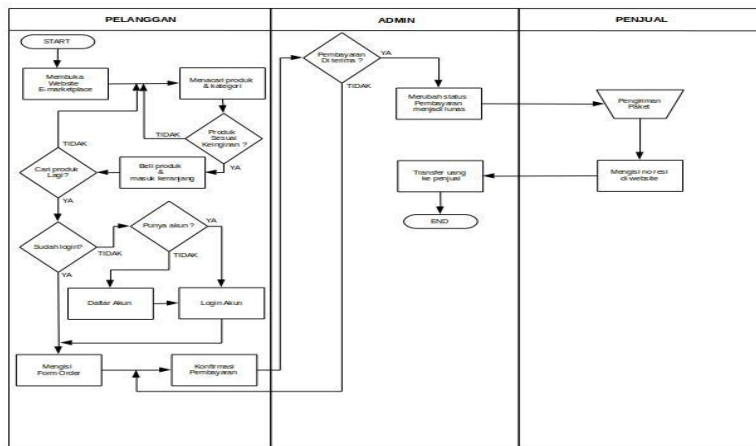 PELANGGAN
ADMIN
PENJUAL
START
Membuka
Website
E-marketplace
Menacari produk
& kategori
Produk
Sesuai
Keinginan ?
TIDAK
YA
Beli produk
&
masuk keranjang
Cari produk
Lagi?
TIDAK
YA
Sudah login?
TIDAK
YA
Punya akun ?
YA
TIDAK
Daftar Akun
Login Akun
Mengisi
Form Order
Konfirmasi
Pembayaran
Pembayaran
Di terima ?
YA
TIDAK
Merubah status
Pembayaran
menjadi lunas
Pengiriman
Paket
Mengisi no resi
di website
Transfer uang
ke penjual
END